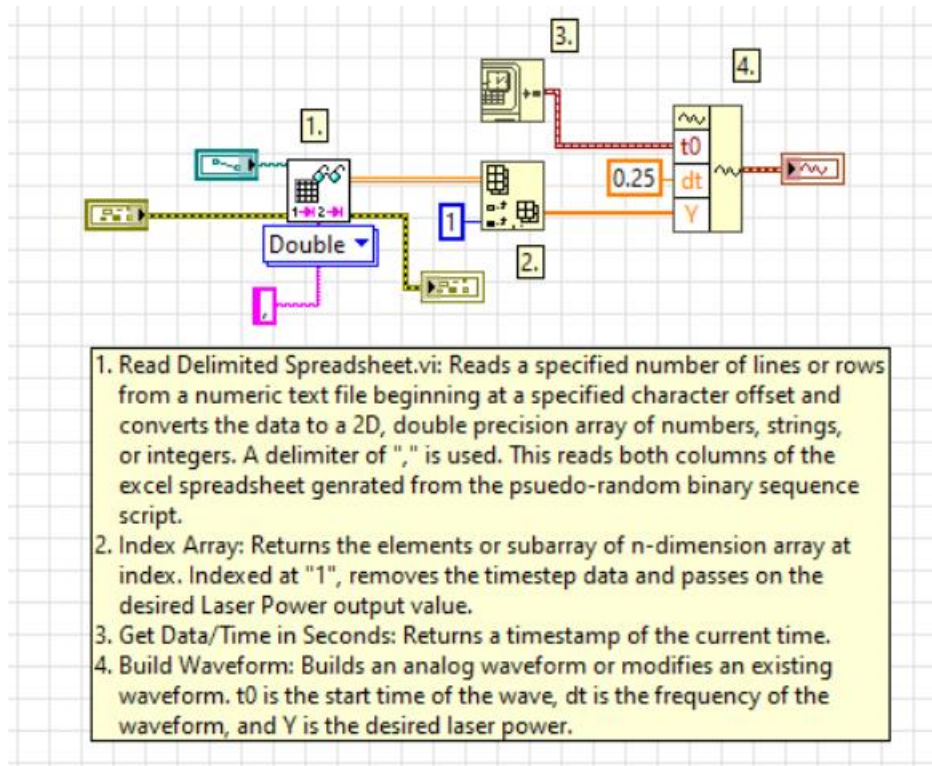 3.
4.
1.
t0
0.25
dt
1
Y
1 2
Double
2.
,
1. Read Delimited Spreadsheet.vi: Reads a specified number of lines or rows
from a numeric text file beginning at a specified character offset and
converts the data to a 2D, double precision array of numbers, strings,
or integers. A delimiter of "," is used. This reads both columns of the
excel spreadsheet genrated from the psuedo-random binary sequence
script.
2. Index Array: Returns the elements or subarray of n-dimension array at
index. Indexed at "1", removes the timestep data and passes on the
desired Laser Power output value.
3. Get Data/Time in Seconds: Returns a timestamp of the current time.
4. Build Waveform: Builds an analog waveform or modifies an existing
waveform. t0 is the start time of the wave, dt is the frequency of the
waveform, and Y is the desired laser power.